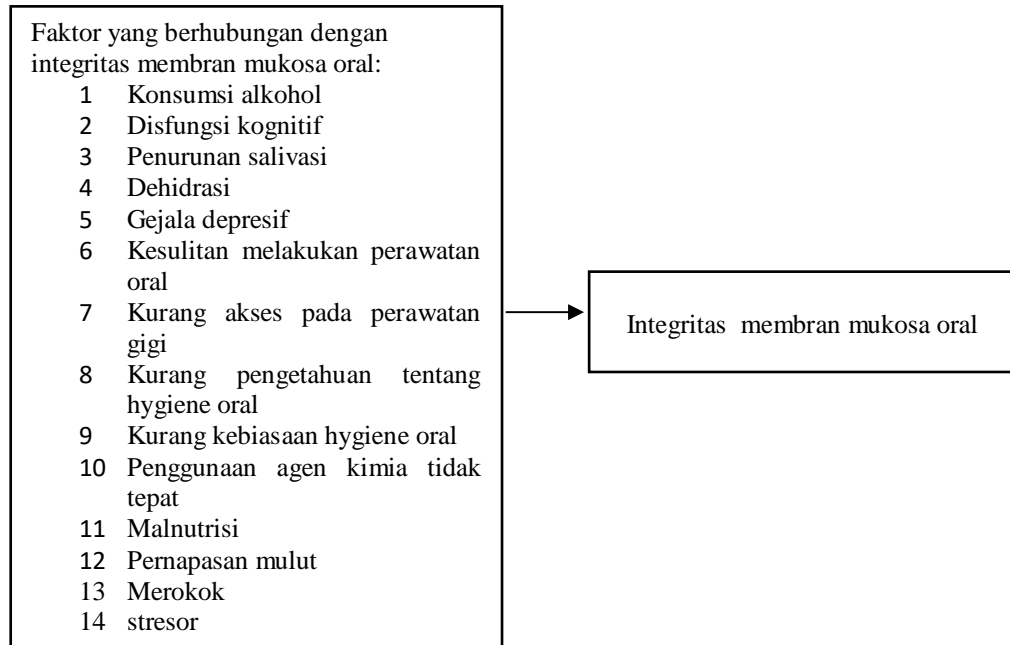 Faktor yang berhubungan dengan
integritas membran mukosa oral:
1 Konsumsi alkohol
2 Disfungsi kognitif
3 Penurunan salivasi
4 Dehidrasi
5 Gejala depresif
6 Kesulitan melakukan perawatan
oral
7 Kurang akses pada perawatan
gigi
8 Kurang pengetahuan tentang
hygiene oral
9 Kurang kebiasaan hygiene oral
10 Penggunaan agen kimia tidak
tepat
11 Malnutrisi
12 Pernapasan mulut
13 Merokok
14 stresor
Integritas membran mukosa oral